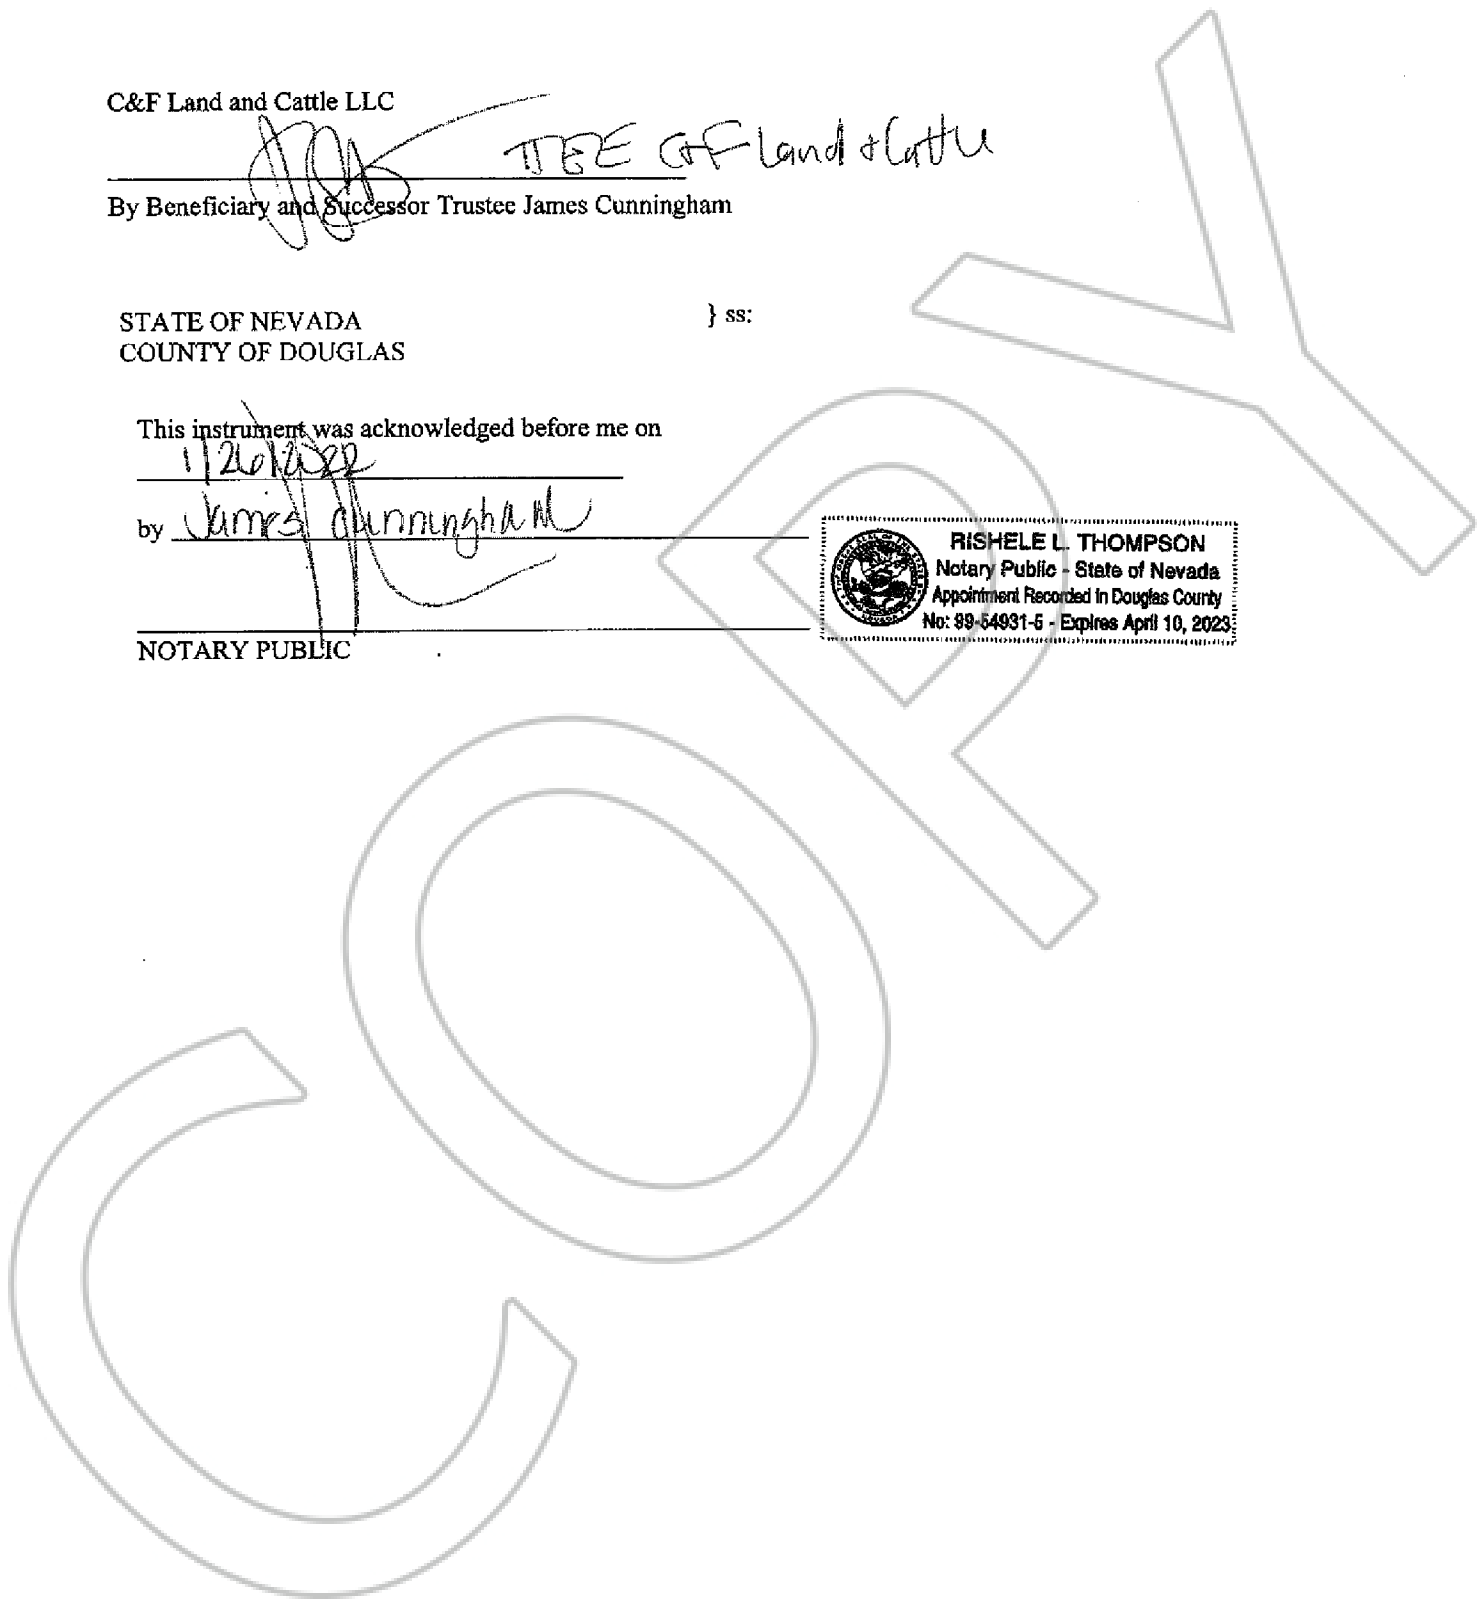 C&F Land and Cattle LLC
TTEE C&F Land & Cattle
By Beneficiary and Successor Trustee James Cunningham
STATE OF NEVADA } ss:
COUNTY OF DOUGLAS
This instrument was acknowledged before me on
1/26/2022
by James Cunningham
RISHELE L. THOMPSON
Notary Public - State of Nevada
Appointment Recorded In Douglas County
No: 99-54931-5 - Expires April 10, 2023
NOTARY PUBLIC
COPY